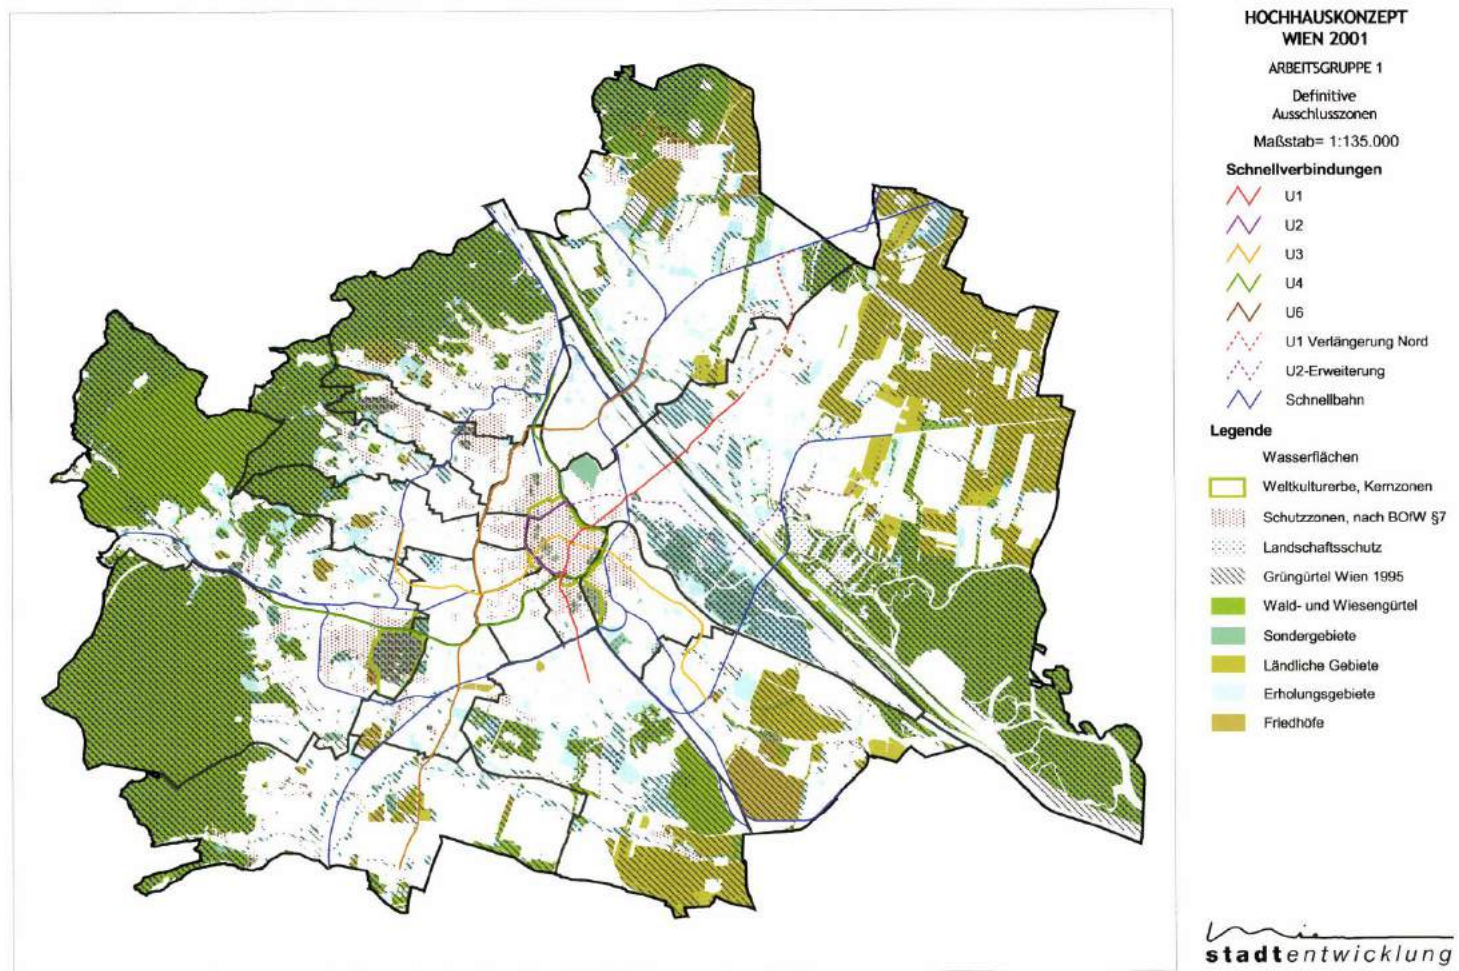 HOCHHAUSKONZEPT
WIEN 2001
ARBEITSGRUPPE 1
Definitive
Ausschlusszonen
Maßstab= 1:135.000
Schnellverbindungen
U1
U2
U3
U4
U6
U1 Verlängerung Nord
U2-Erweiterung
Schnellbahn
Legende
Wasserflächen
Weltkulturerbe, Kernzonen
Schutzzonen, nach BOfW §7
Landschaftsschutz
Grüngürtel Wien 1995
Wald- und Wiesengürtel
Sondergebiete
Ländliche Gebiete
Erholungsgebiete
Friedhöfe
stadtentwicklung